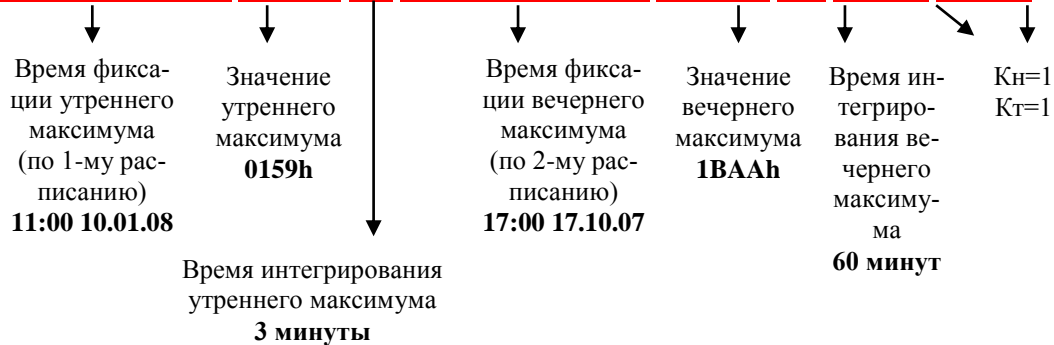 Время фикса-
ции утреннего
максимума
(по 1-му рас-
писанию)
11:00 10.01.08
Значение
утреннего
максимума
0159h
Время интегрирования
утреннего максимума
3 минуты
Время фикса-
ции вечернего
максимума
(по 2-му рас-
писанию)
17:00 17.10.07
Значение
вечернего
максимума
1BAAh
Время ин-
тегриро-
вания ве-
чернего
максиму-
ма
60 минут
Кн=1
Кт=1